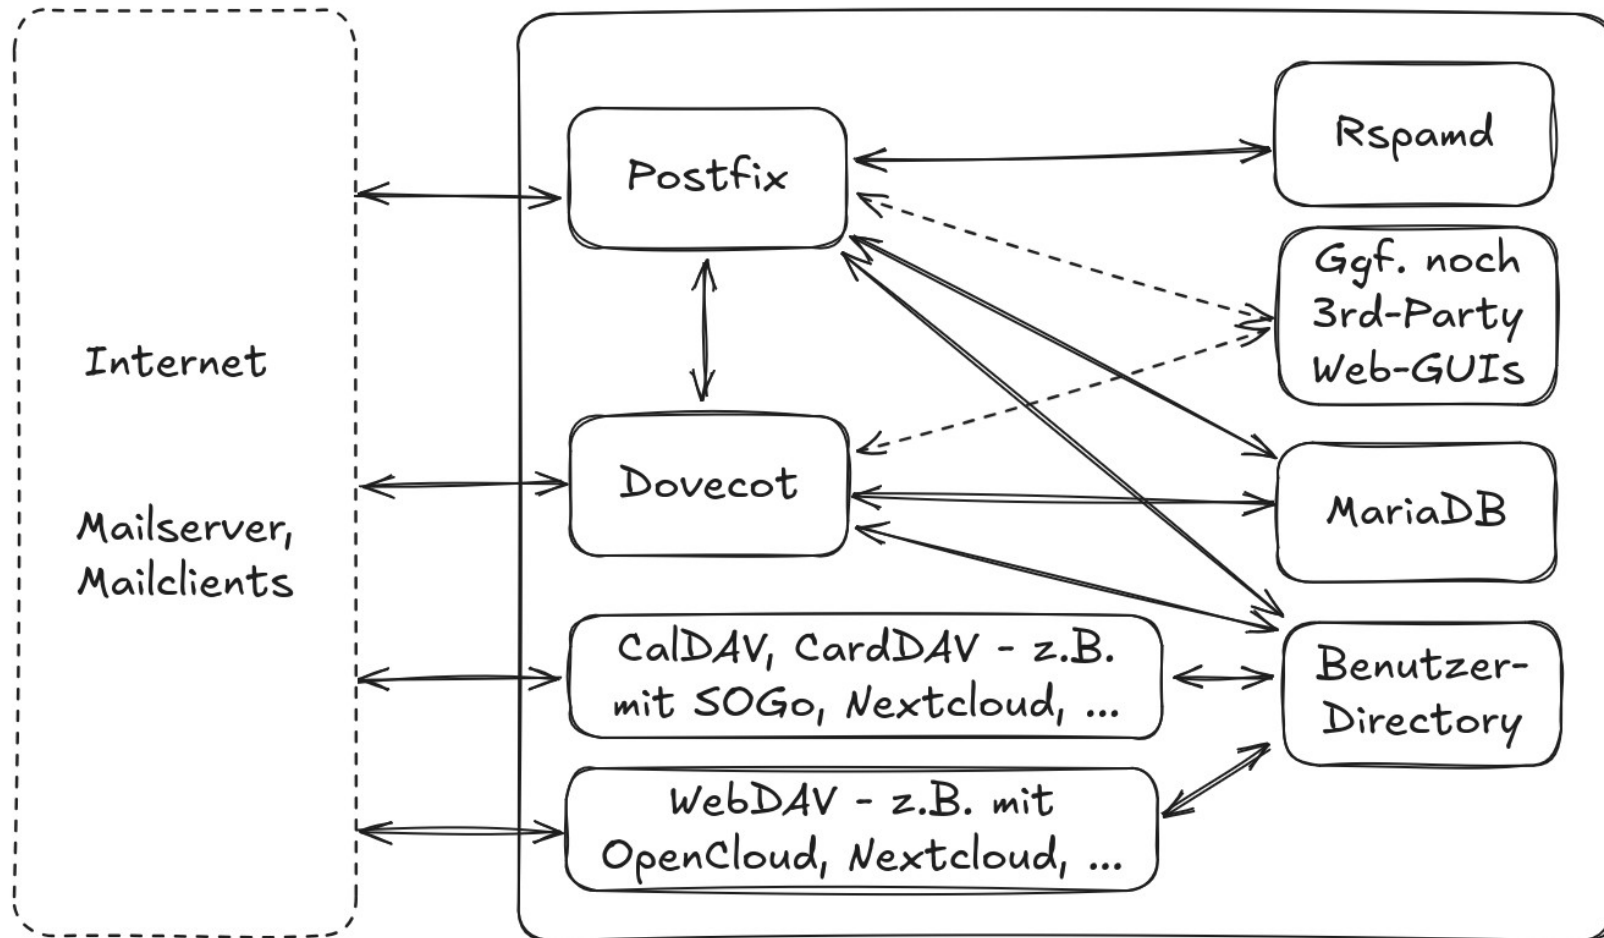 Internet
Mailserver,
Mailclients
Postfix
Dovecot
CalDAV, CardDAV - z.B.
mit SOGo, Nextcloud, ...
WebDAV - z.B. mit
OpenCloud, Nextcloud, ...
Rspamd
Ggf. noch
3rd-Party
Web-GUIs
MariaDB
Benutzer-
Directory